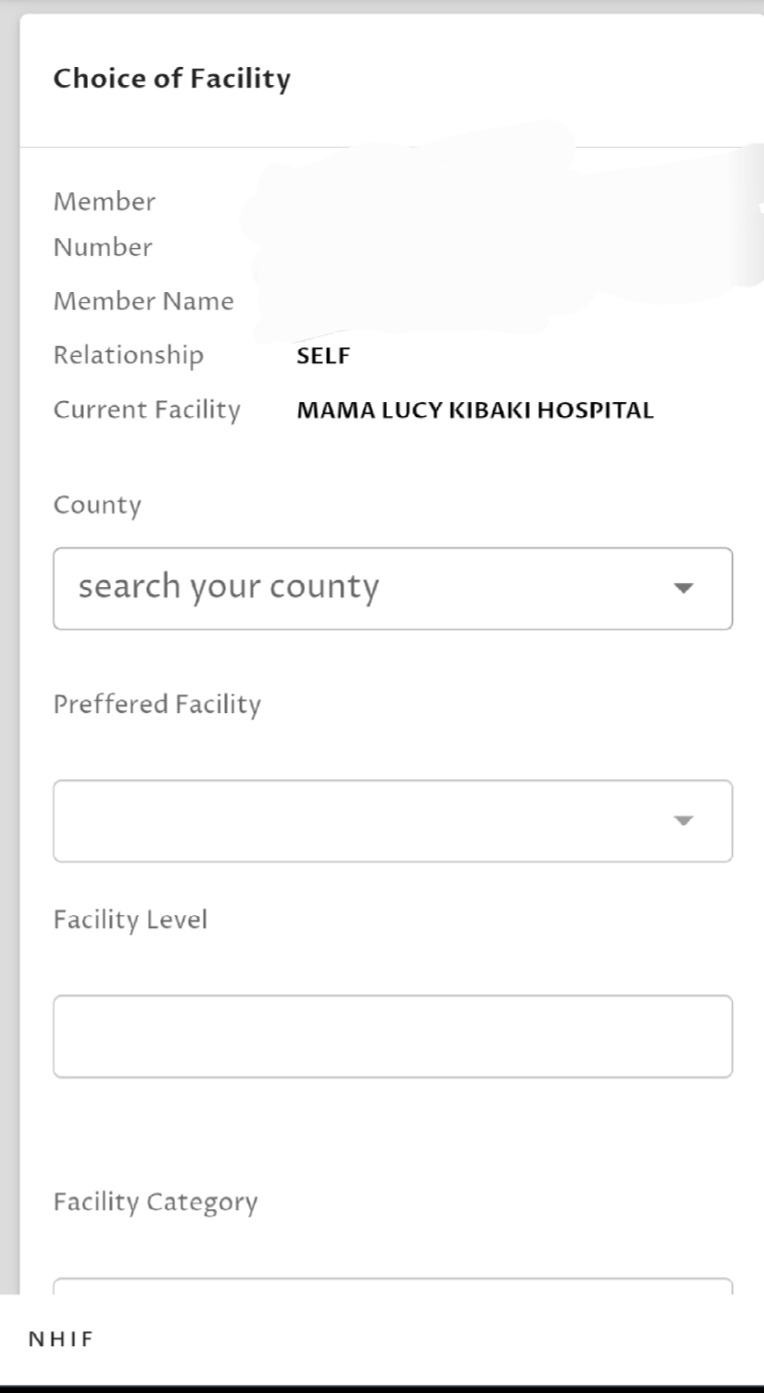 Choice of Facility
Member
Number
Member Name
Relationship SELF
Current Facility MAMA LUCY KIBAKI HOSPITAL
County
search your county
Preffered Facility
Facility Level
Facility Category
NHIF